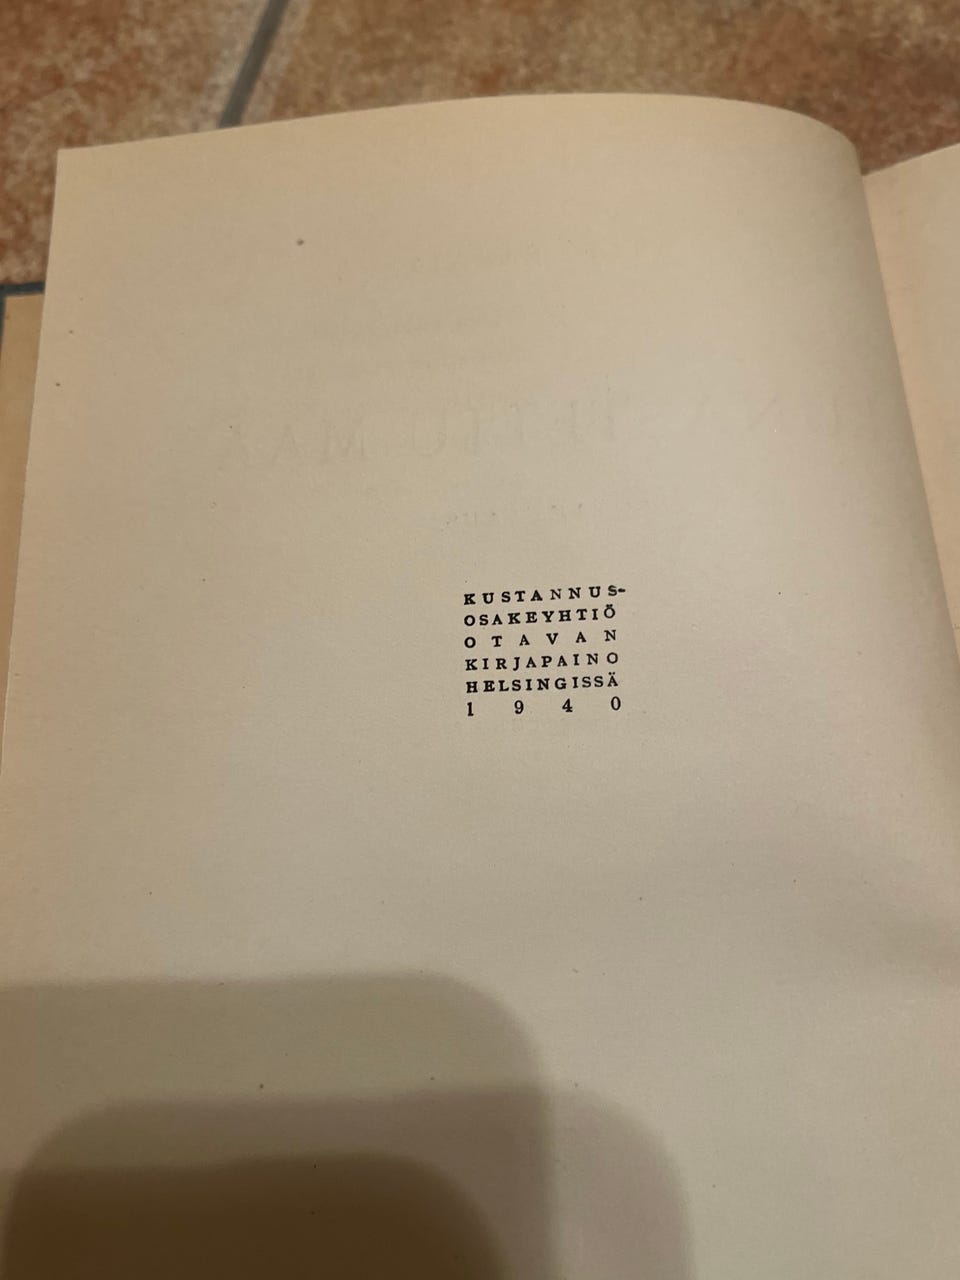 KUSTANNUS-
OSAKEYHTIÖ
OTAVAN
KIRJAPAINO
HELSINGISSÄ
1940